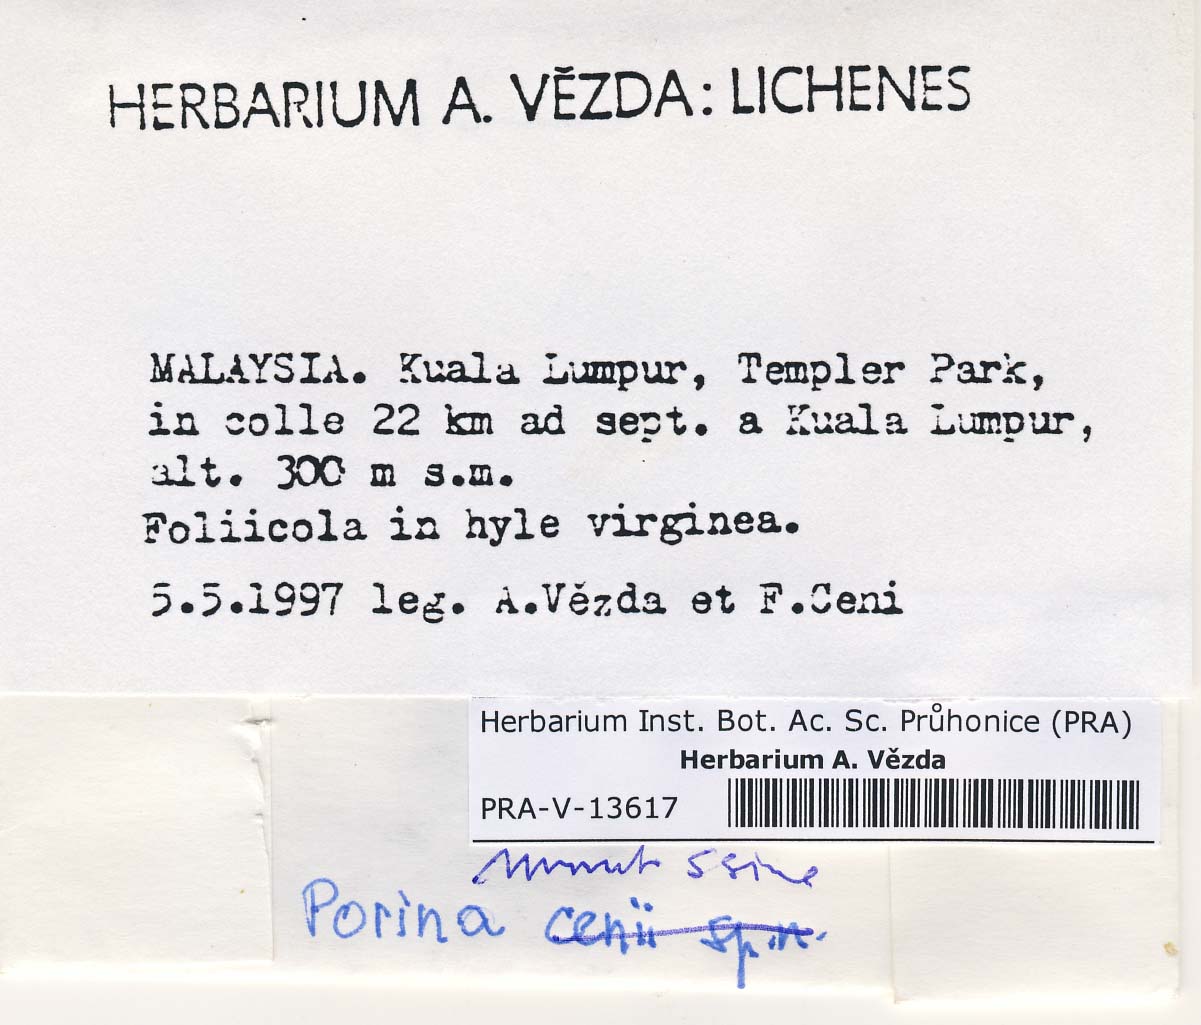 HERBARIUM A. VĚZDA: LICHENES
MALAYSIA. Kuala Lumpur, Templer Park,
in colle 22 km ad sept. a Kuala Lumpur,
alt. 300 m s.m.
Foliicola in hyle virginea.
5.5.1997 leg. A.Vězda et F.Ceni
Herbarium Inst. Bot. Ac. Sc. Průhonice (PRA)
Herbarium A. Vězda
PRA-V-13617
Porina cenii sp.n.